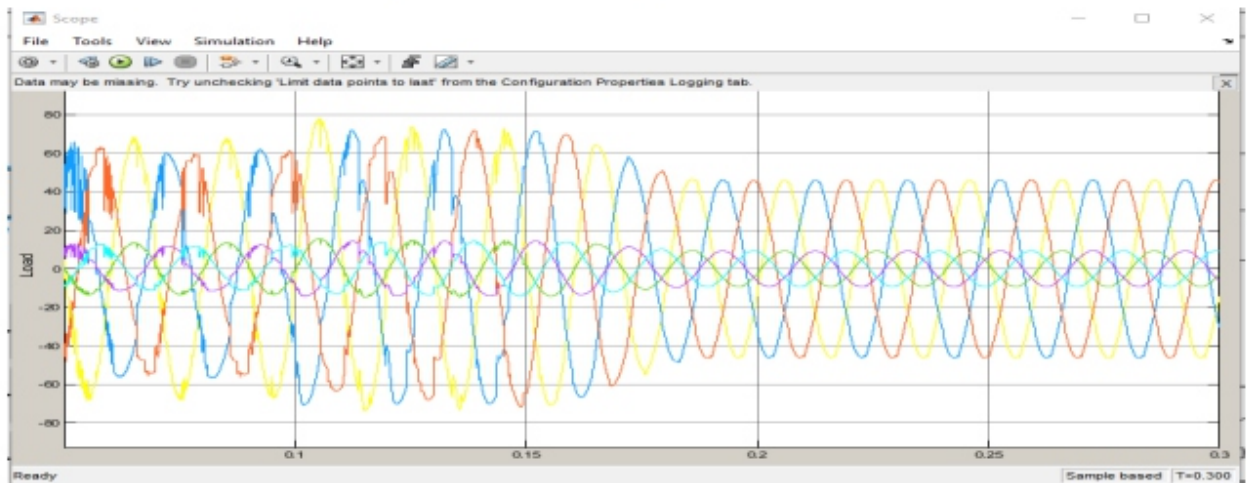 Scope
File Tools View Simulation Help
Data may be missing. Try unchecking 'Limit data points to last' from the Configuration Properties Logging tab.
80
60
40
20
0
-20
-40
-60
-80
Load
0.1 0.15 0.2 0.25 0.3
Ready Sample based T=0.300